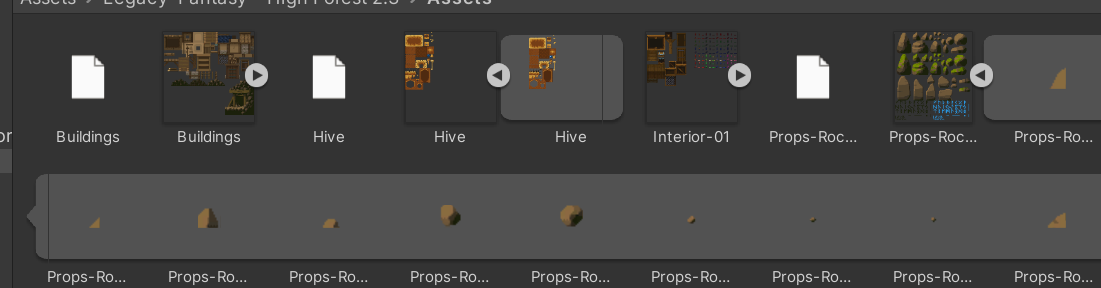 Assets › Legacy-Fantasy - High Forest 2.3 › Assets
Buildings
Buildings
Hive
Hive
Hive
Interior-01
Props-Roc...
Props-Roc...
Props-Ro...
Props-Ro...
Props-Ro...
Props-Ro...
Props-Ro...
Props-Ro...
Props-Ro...
Props-Ro...
Props-Ro...
Props-Ro...